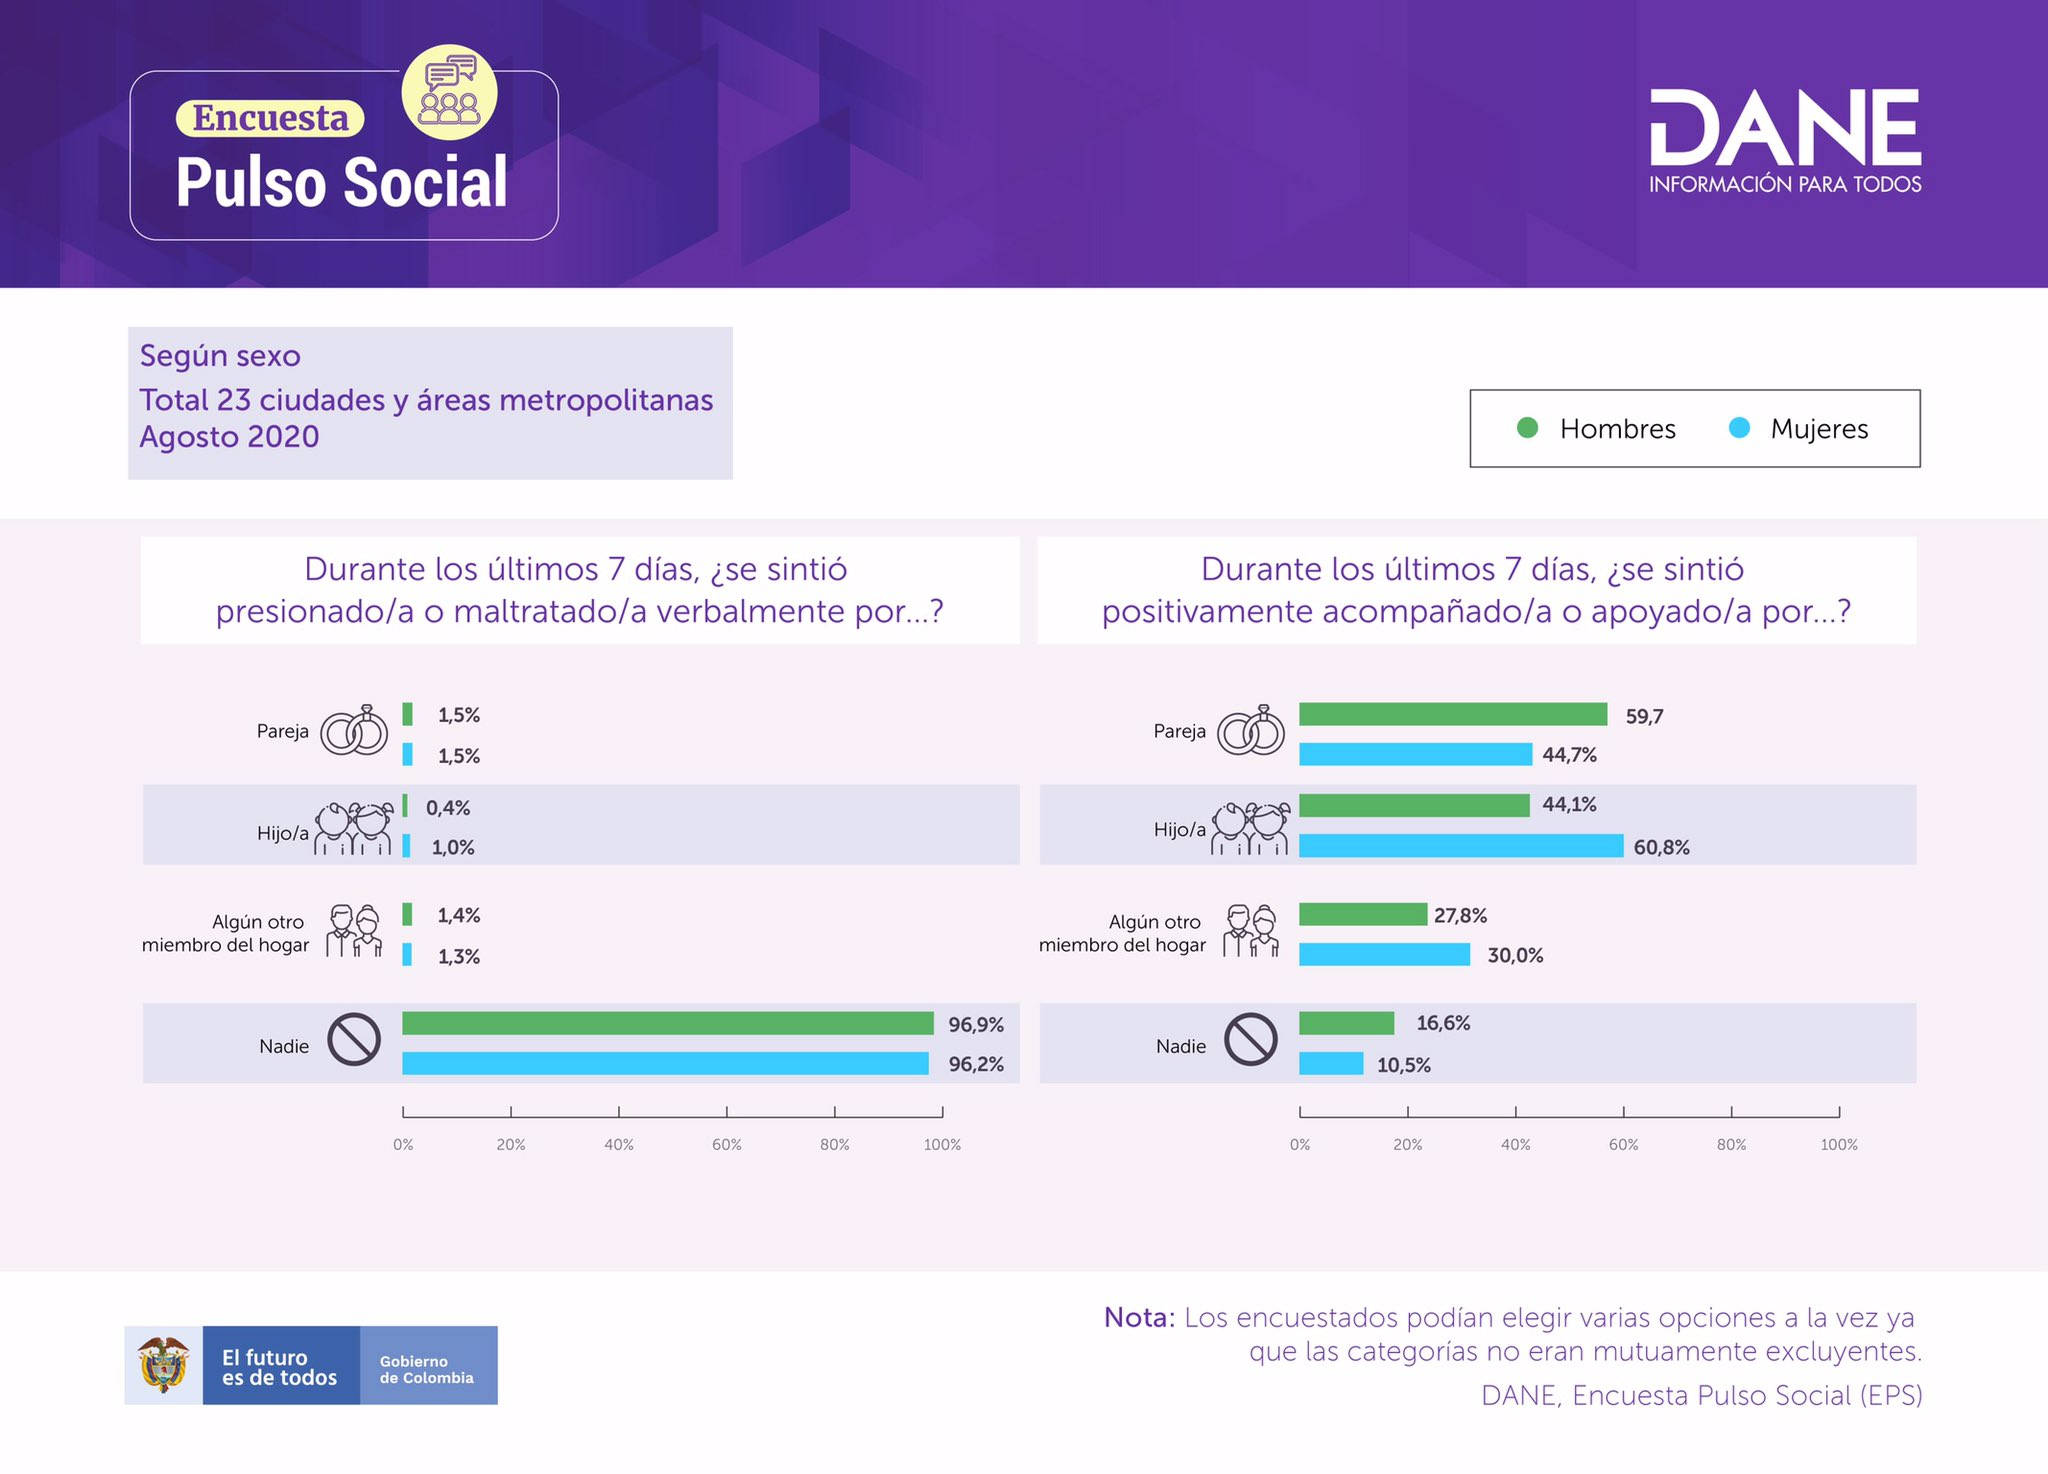 Encuesta
Pulso Social
DANE
INFORMACIÓN PARA TODOS
Según sexo
Total 23 ciudades y áreas metropolitanas
Agosto 2020
Hombres
Mujeres
Durante los últimos 7 días, ¿se sintió
presionado/a o maltratado/a verbalmente por...?
Pareja
1,5%
1,5%
Hijo/a
0,4%
1,0%
Algún otro
miembro del hogar
1,4%
1,3%
Nadie
96,9%
96,2%
0% 20% 40% 60% 80% 100%
Durante los últimos 7 días, ¿se sintió
positivamente acompañado/a o apoyado/a por...?
Pareja
59,7
44,7%
Hijo/a
44,1%
60,8%
Algún otro
miembro del hogar
27,8%
30,0%
Nadie
16,6%
10,5%
0% 20% 40% 60% 80% 100%
El futuro
es de todos
Gobierno
de Colombia
Nota: Los encuestados podían elegir varias opciones a la vez ya
que las categorías no eran mutuamente excluyentes.
DANE, Encuesta Pulso Social (EPS)